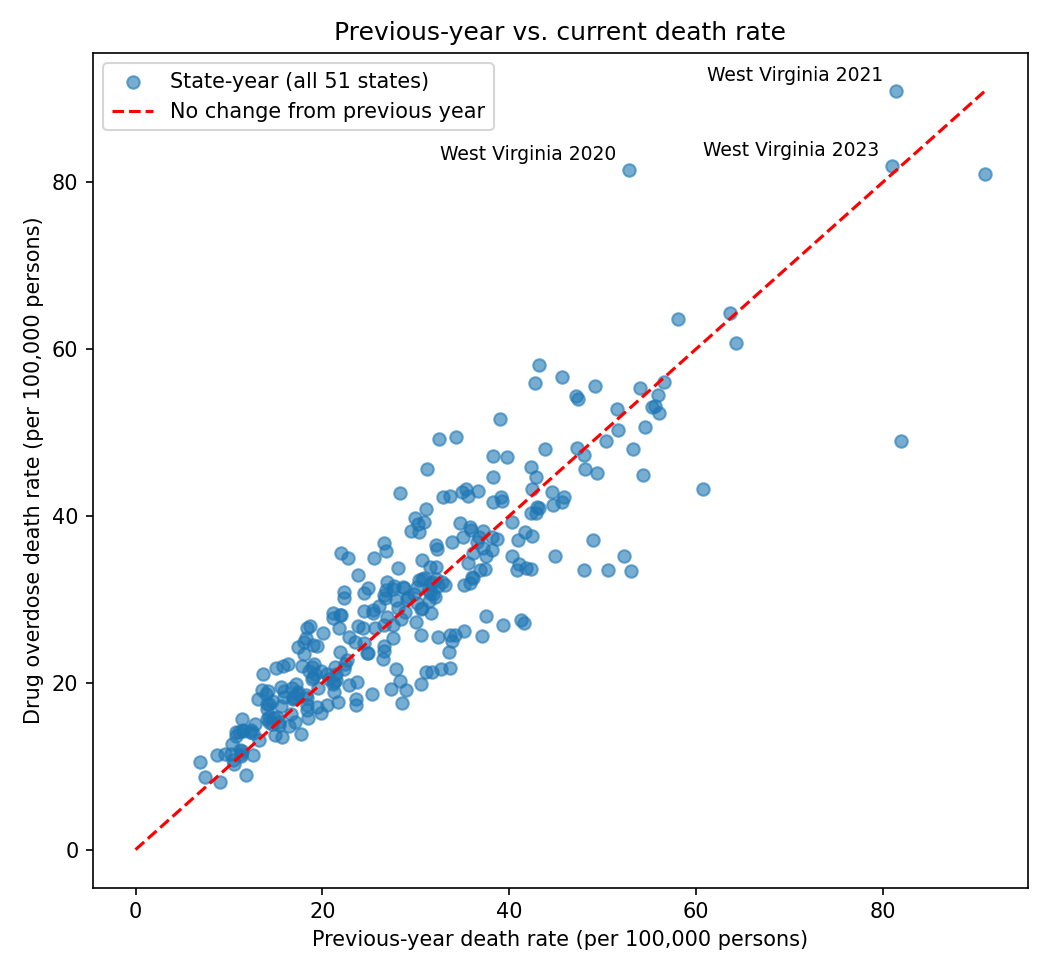 Previous-year vs. current death rate
State-year (all 51 states)
No change from previous year
West Virginia 2021
West Virginia 2020
West Virginia 2023
80
60
40
20
0
0 20 40 60 80
Previous-year death rate (per 100,000 persons)
Drug overdose death rate (per 100,000 persons)